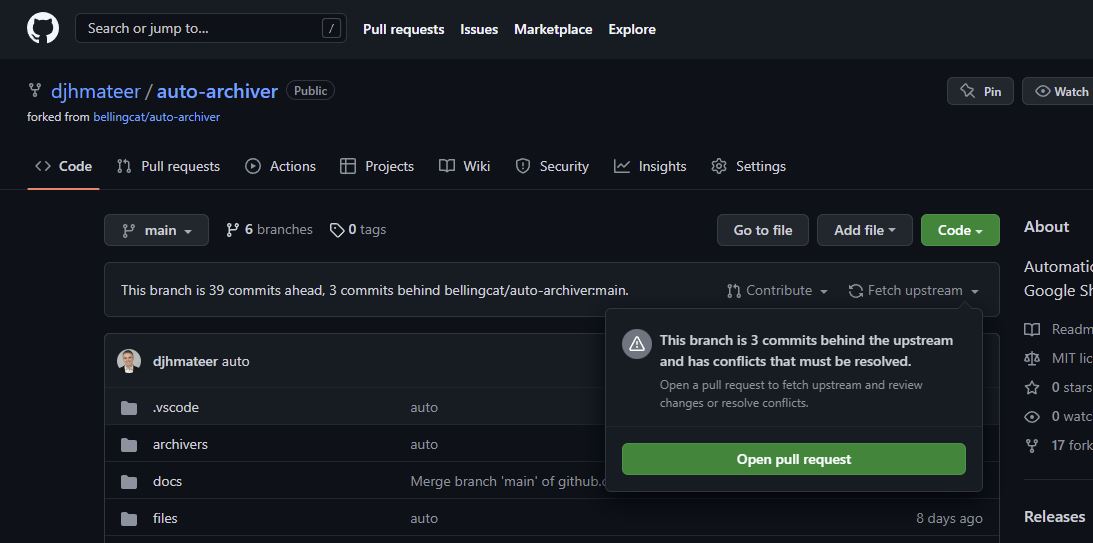 Search or jump to... /
Pull requests Issues Marketplace Explore
djhmateer / auto-archiver Public
forked from bellingcat/auto-archiver
Pin
Watch
Code Pull requests Actions Projects Wiki Security Insights Settings
main 6 branches 0 tags
Go to file Add file Code
This branch is 39 commits ahead, 3 commits behind bellingcat/auto-archiver:main.
Contribute Fetch upstream
This branch is 3 commits behind the upstream
and has conflicts that must be resolved.
Open a pull request to fetch upstream and review
changes or resolve conflicts.
Open pull request
djhmateer auto
.vscode auto
archivers auto
docs Merge branch 'main' of github.
files auto 8 days ago
About
Automatic
Google Sh
Readm
MIT lic
0 stars
0 watc
17 fork
Releases